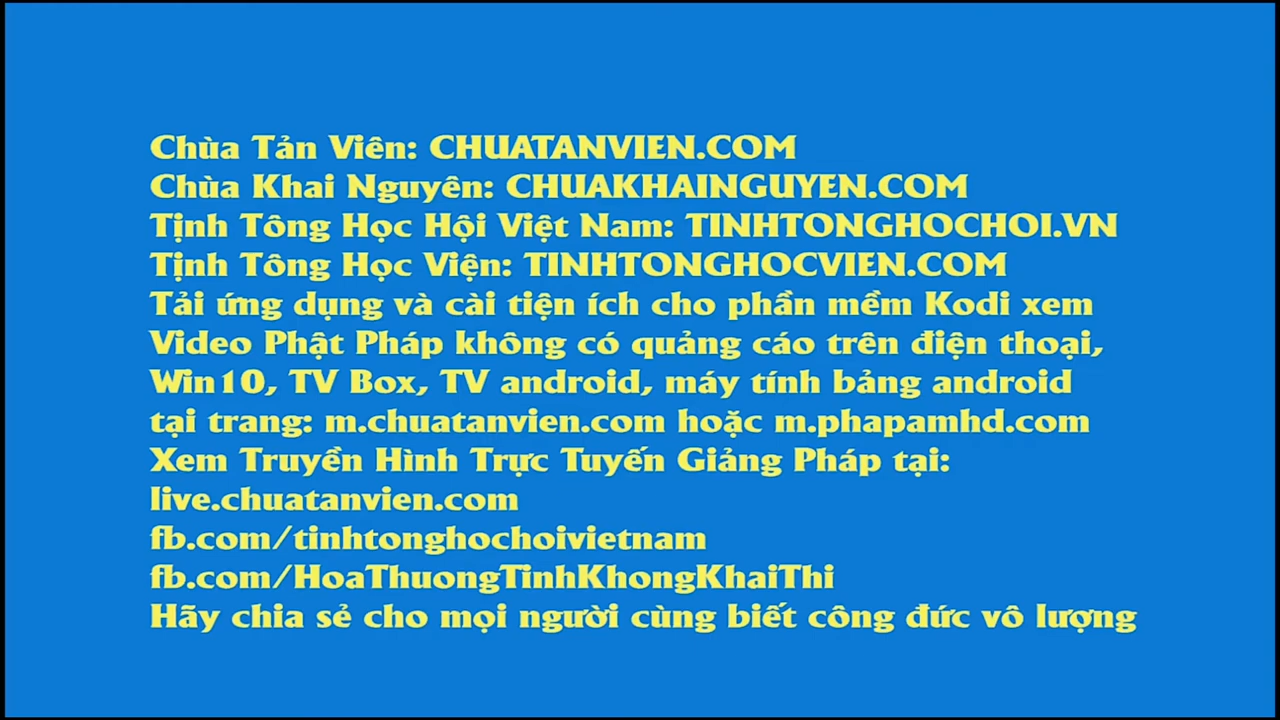 Chùa Tản Viên: CHUATANVIEN.COM
Chùa Khai Nguyên: CHUAKHAINGUYEN.COM
Tịnh Tông Học Hội Việt Nam: TINHTONGHOCHOI.VN
Tịnh Tông Học Viện: TINHTONGHOCVIEN.COM
Tải ứng dụng và cài tiện ích cho phần mềm Kodi xem
Video Phật Pháp không có quảng cáo trên điện thoại,
Win10, TV Box, TV android, máy tính bảng android
tại trang: m.chuatanvien.com hoặc m.phapamhd.com
Xem Truyền Hình Trực Tuyến Giảng Pháp tại:
live.chuatanvien.com
fb.com/tinhtonghochoivietnam
fb.com/HoaThuongTinhKhongKhaiThi
Hãy chia sẻ cho mọi người cùng biết công đức vô lượng